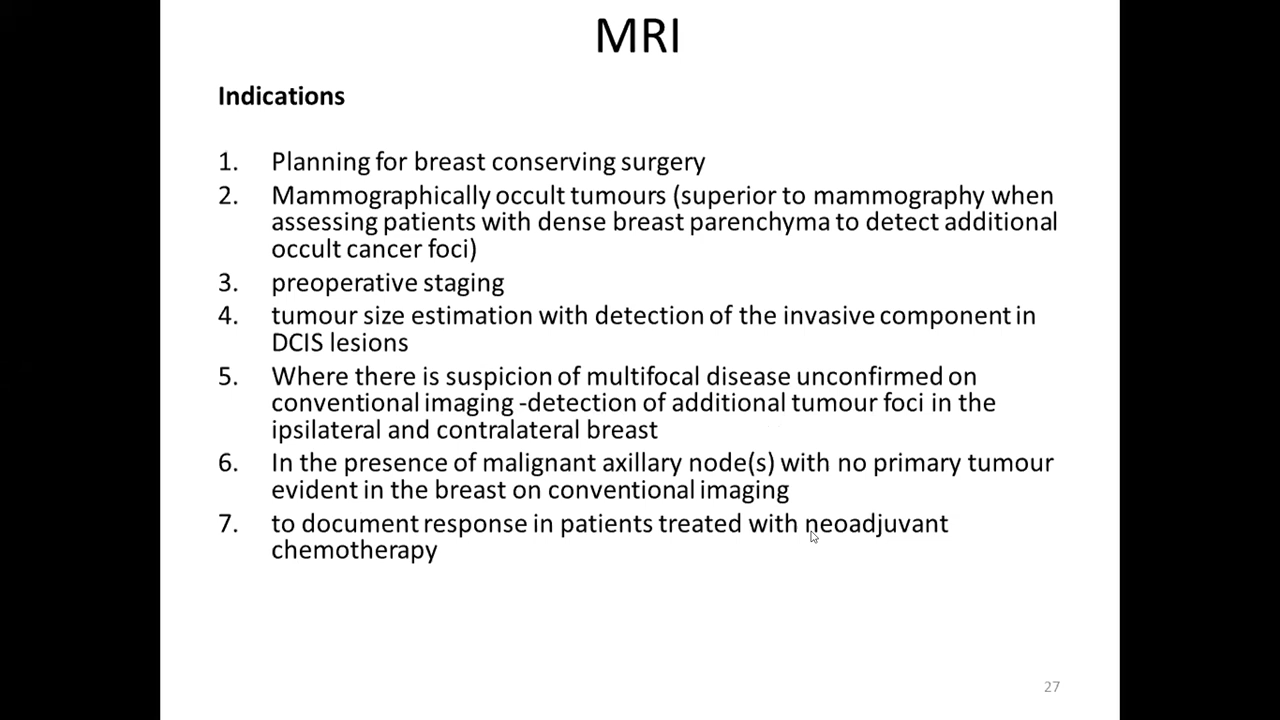 MRI
Indications
1. Planning for breast conserving surgery
2. Mammographically occult tumours (superior to mammography when
assessing patients with dense breast parenchyma to detect additional
occult cancer foci)
3. preoperative staging
4. tumour size estimation with detection of the invasive component in
DCIS lesions
5. Where there is suspicion of multifocal disease unconfirmed on
conventional imaging -detection of additional tumour foci in the
ipsilateral and contralateral breast
6. In the presence of malignant axillary node(s) with no primary tumour
evident in the breast on conventional imaging
7. to document response in patients treated with neoadjuvant
chemotherapy
27